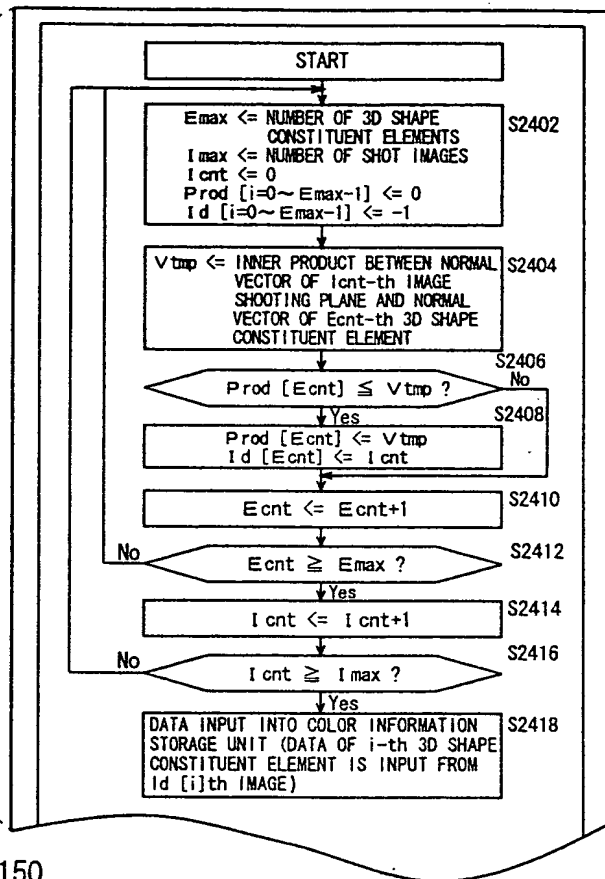 START
Emax <= NUMBER OF 3D SHAPE
CONSTITUENT ELEMENTS
Imax <= NUMBER OF SHOT IMAGES
Icnt <= 0
Prod [i=0~Emax-1] <= 0
Id [i=0~Emax-1] <= -1
S2402
Vtmp <= INNER PRODUCT BETWEEN NORMAL
VECTOR OF Icnt-th IMAGE
SHOOTING PLANE AND NORMAL
VECTOR OF Ecnt-th 3D SHAPE
CONSTITUENT ELEMENT
S2404
S2406
Prod [Ecnt] ≦ Vtmp ?
No
Yes
S2408
Prod [Ecnt] <= Vtmp
Id [Ecnt] <= Icnt
Ecnt <= Ecnt+1
S2410
No
Ecnt ≧ Emax ?
S2412
Yes
Icnt <= Icnt+1
S2414
No
Icnt ≧ Imax ?
S2416
Yes
DATA INPUT INTO COLOR INFORMATION
STORAGE UNIT (DATA OF i-th 3D SHAPE
CONSTITUENT ELEMENT IS INPUT FROM
Id [i]th IMAGE)
S2418
150